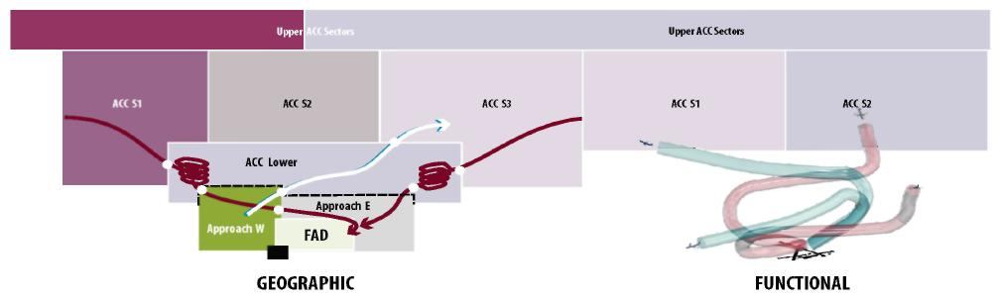 Upper ACC Sectors
Upper ACC Sectors
ACC S1
ACC S2
ACC S3
ACC S1
ACC S2
ACC Lower
Approach E
Approach W
FAD
GEOGRAPHIC
FUNCTIONAL